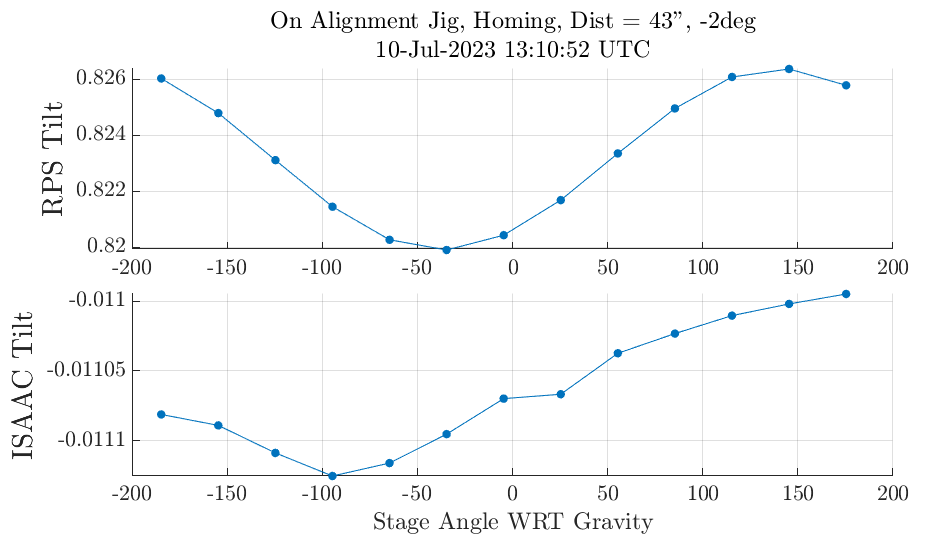 On Alignment Jig, Homing, Dist = 43”, -2deg
10-Jul-2023 13:10:52 UTC
RPS Tilt
0.826
0.824
0.822
0.82
-200 -150 -100 -50 0 50 100 150 200
ISAAC Tilt
-0.011
-0.01105
-0.0111
-200 -150 -100 -50 0 50 100 150 200
Stage Angle WRT Gravity